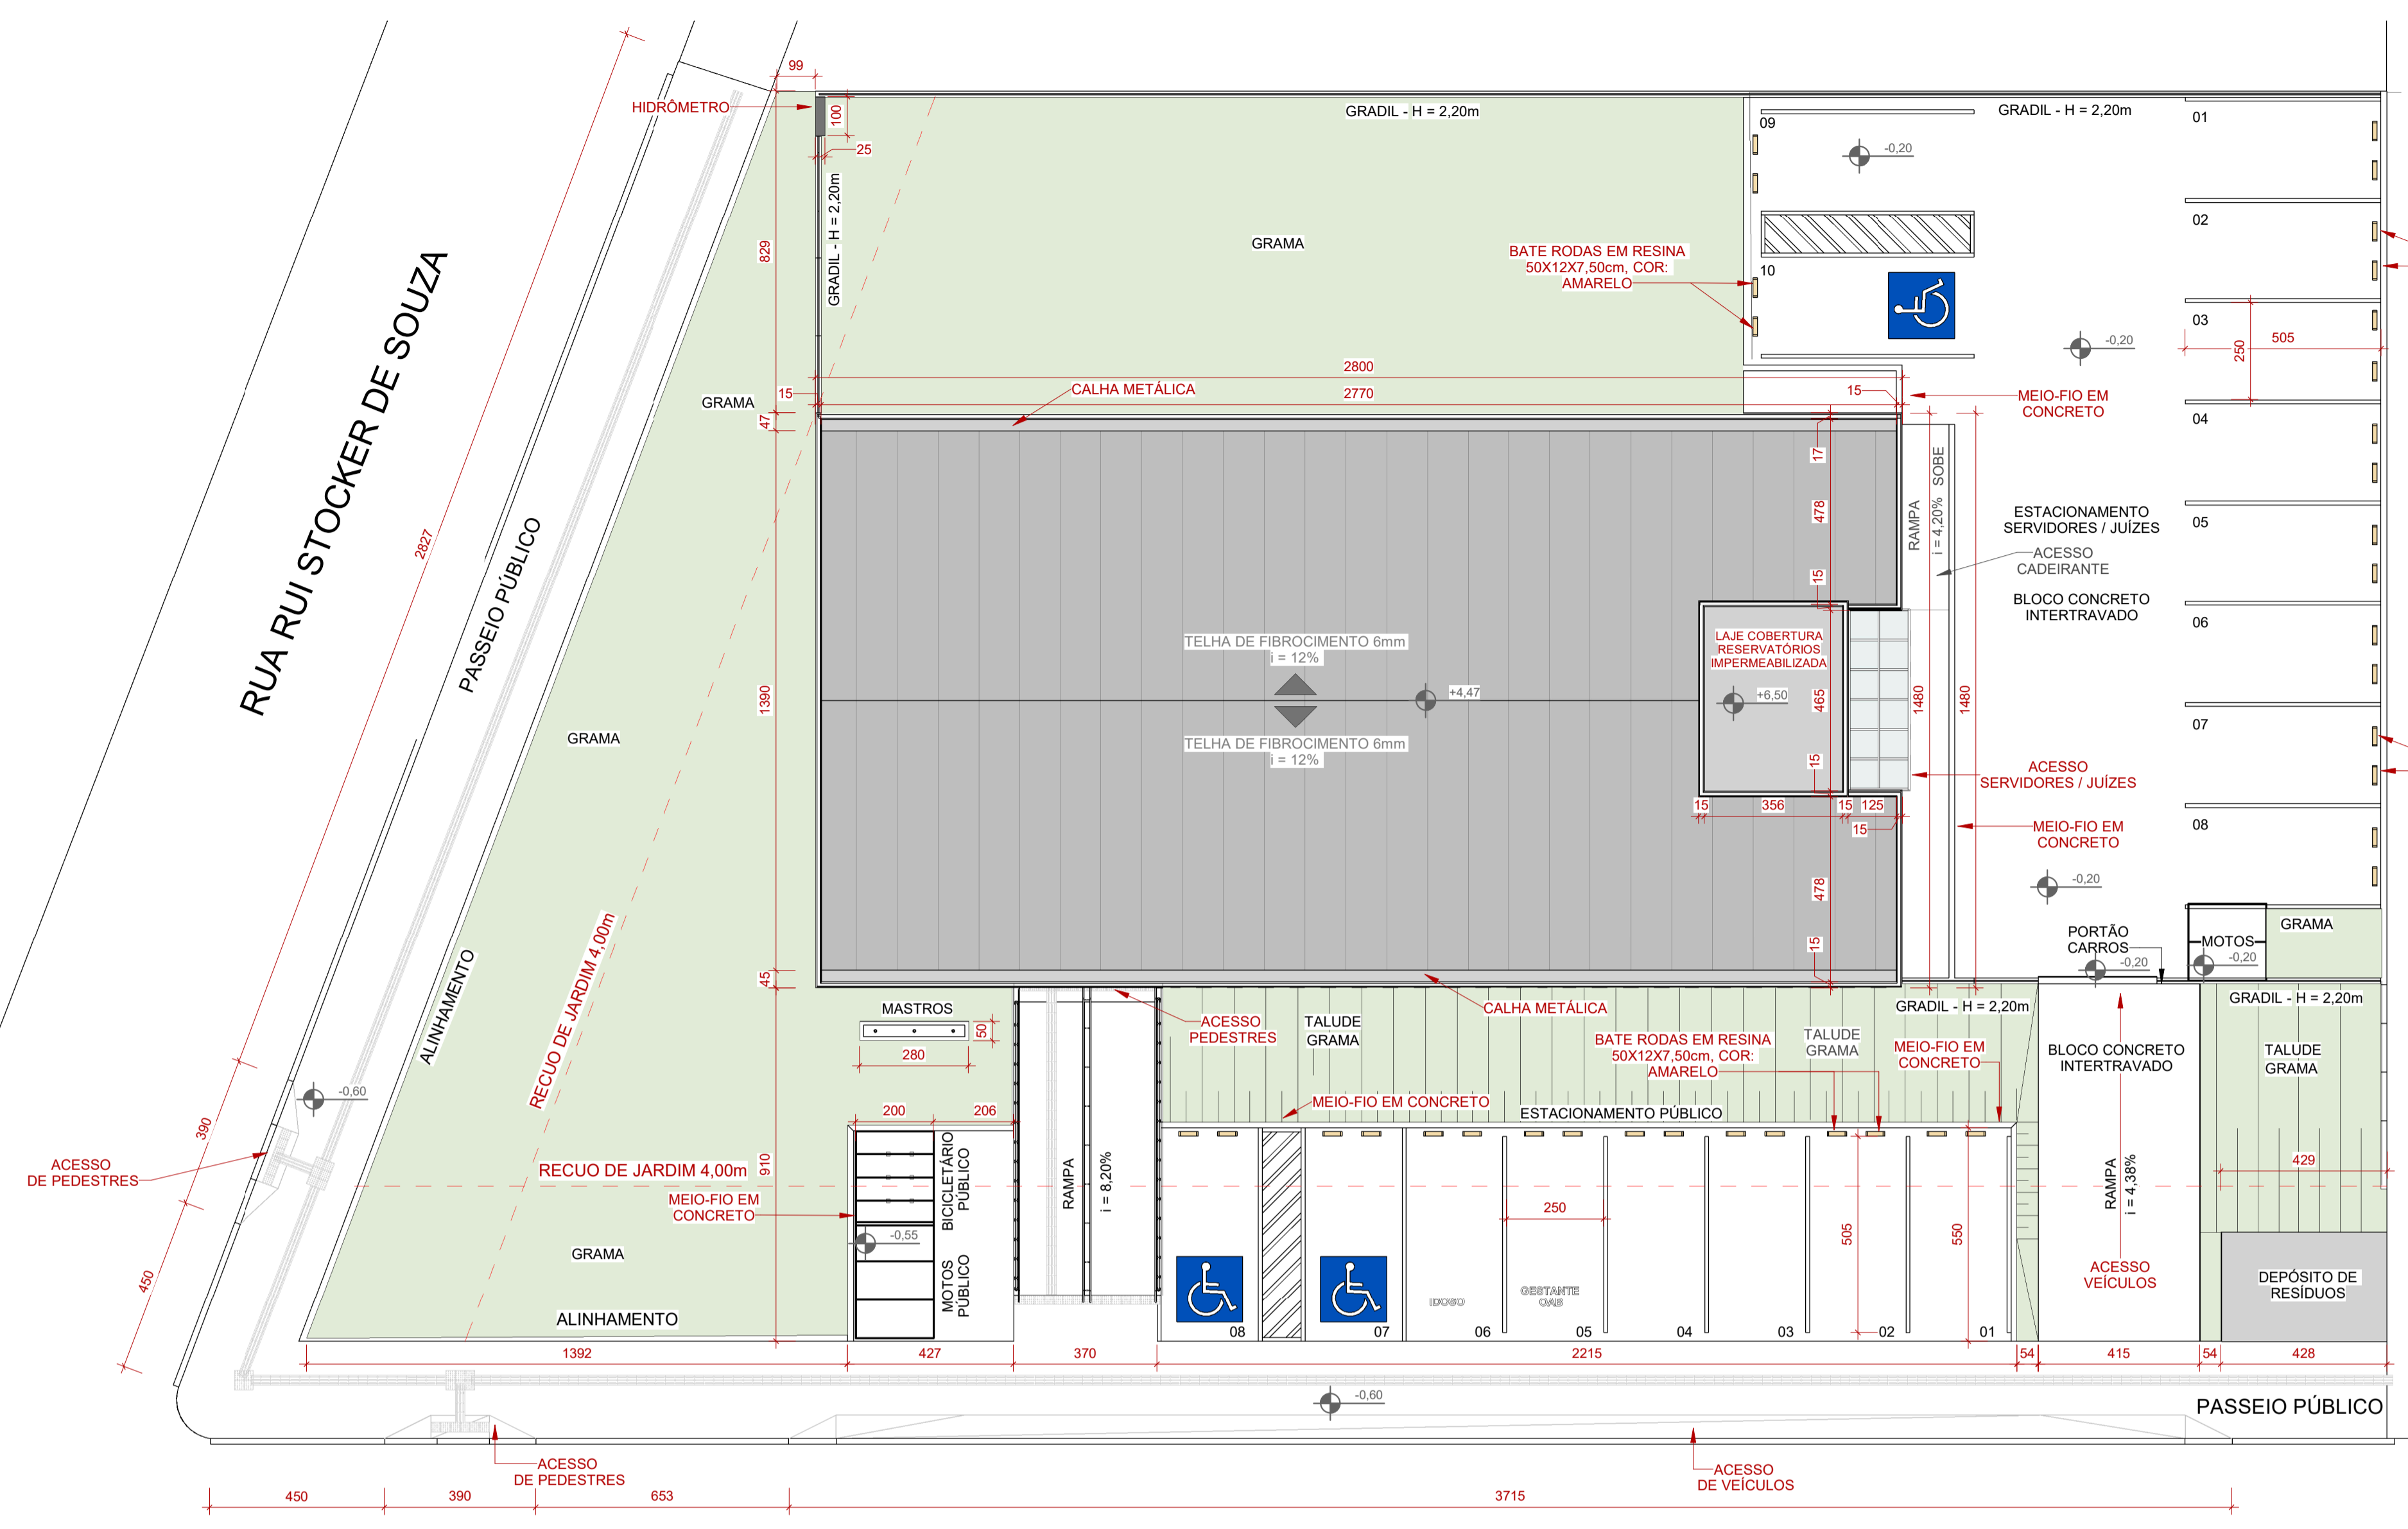 99
HIDRÔMETRO
100
25
GRADIL - H = 2,20m
GRADIL - H = 2,20m
GRADIL - H = 2,20m
09
-0,20
01
02
03
04
05
06
07
08
10
829
GRAMA
BATE RODAS EM RESINA
50X12X7,50cm, COR:
AMARELO
-0,20
505
250
RUA RUI STOCKER DE SOUZA
PASSEIO PÚBLICO
2827
GRAMA
15
47
2800
2770
15
CALHA METÁLICA
MEIO-FIO EM
CONCRETO
17
478
15
RAMPA
i = 4,20% SOBE
ESTACIONAMENTO
SERVIDORES / JUÍZES
ACESSO
CADEIRANTE
BLOCO CONCRETO
INTERTRAVADO
TELHA DE FIBROCIMENTO 6mm
i = 12%
LAJE COBERTURA
RESERVATÓRIOS
IMPERMEABILIZADA
+4,47
+6,50
465
1480
1480
1390
GRAMA
TELHA DE FIBROCIMENTO 6mm
i = 12%
15
ACESSO
SERVIDORES / JUÍZES
15
356
15
125
15
MEIO-FIO EM
CONCRETO
478
-0,20
15
45
ALINHAMENTO
RECUO DE JARDIM 4,00m
PORTÃO
CARROS
-0,20
MOTOS
-0,20
GRAMA
MASTROS
50
280
ACESSO
PEDESTRES
TALUDE
GRAMA
CALHA METÁLICA
GRADIL - H = 2,20m
GRADIL - H = 2,20m
BATE RODAS EM RESINA
50X12X7,50cm, COR:
AMARELO
TALUDE
GRAMA
MEIO-FIO EM
CONCRETO
BLOCO CONCRETO
INTERTRAVADO
TALUDE
GRAMA
-0,60
390
200
206
MEIO-FIO EM CONCRETO
ESTACIONAMENTO PÚBLICO
ACESSO
DE PEDESTRES
RECUO DE JARDIM 4,00m
910
MEIO-FIO EM
CONCRETO
BICICLETÁRIO
PÚBLICO
RAMPA
i = 8,20%
250
505
550
RAMPA
i = 4,38%
429
-0,55
GRAMA
450
MOTOS
PÚBLICO
IDOSO
GESTANTE
OAB
ACESSO
VEÍCULOS
DEPÓSITO DE
RESÍDUOS
ALINHAMENTO
08
07
06
05
04
03
02
01
1392
427
370
2215
54
415
54
428
-0,60
PASSEIO PÚBLICO
ACESSO
DE PEDESTRES
ACESSO
DE VEÍCULOS
450
390
653
3715